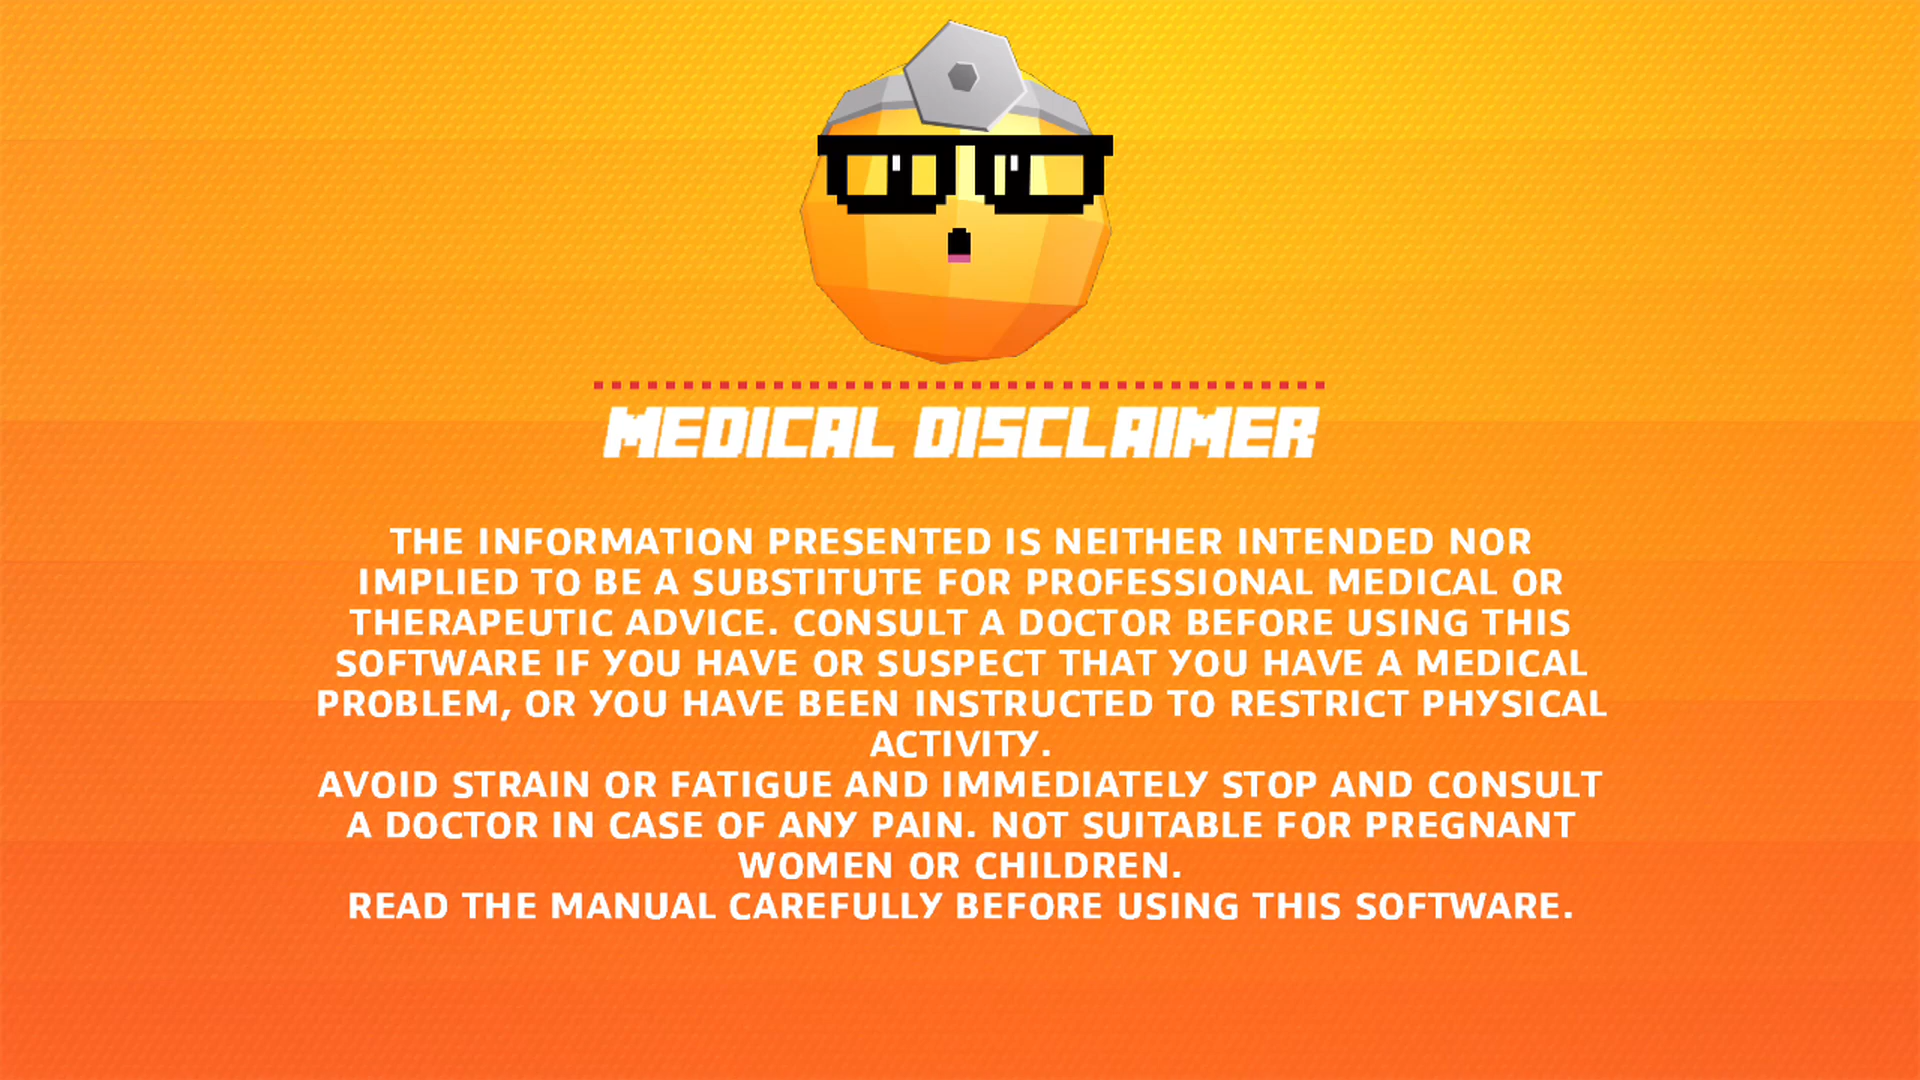 MEDICAL DISCLAIMER
THE INFORMATION PRESENTED IS NEITHER INTENDED NOR
IMPLIED TO BE A SUBSTITUTE FOR PROFESSIONAL MEDICAL OR
THERAPEUTIC ADVICE. CONSULT A DOCTOR BEFORE USING THIS
SOFTWARE IF YOU HAVE OR SUSPECT THAT YOU HAVE A MEDICAL
PROBLEM, OR YOU HAVE BEEN INSTRUCTED TO RESTRICT PHYSICAL
ACTIVITY.
AVOID STRAIN OR FATIGUE AND IMMEDIATELY STOP AND CONSULT
A DOCTOR IN CASE OF ANY PAIN. NOT SUITABLE FOR PREGNANT
WOMEN OR CHILDREN.
READ THE MANUAL CAREFULLY BEFORE USING THIS SOFTWARE.